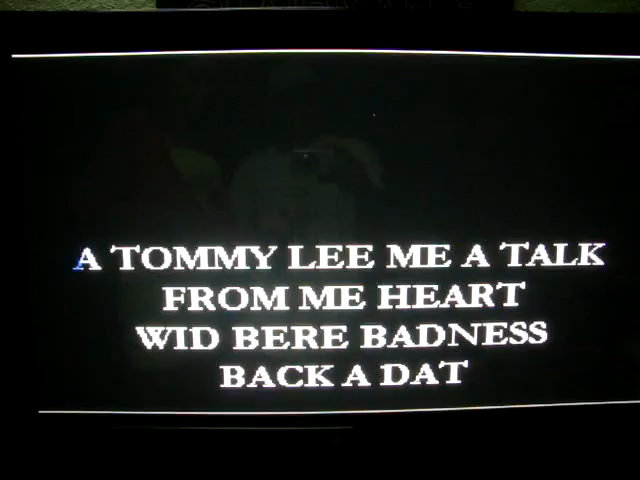 A TOMMY LEE ME A TALK
FROM ME HEART
WID BERE BADNESS
BACK A DAT